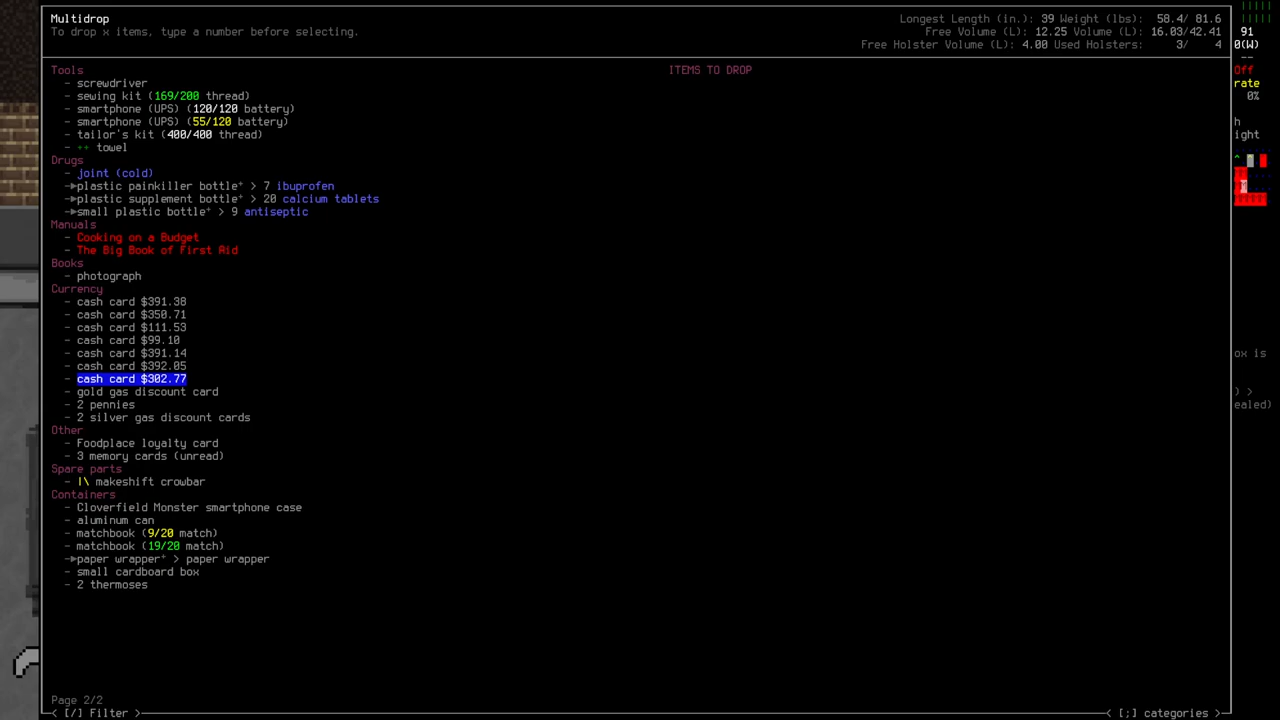 Multidrop
Longest Length (in.): 39 Weight (lbs): 58.4/ 81.6
To drop x items, type a number before selecting.
Free Volume (L): 12.25 Volume (L): 16.03/42.41
91
Free Holster Volume (L): 4.00 Used Holsters: 3/ 4
0(W)
--
Tools
ITEMS TO DROP
Off
- screwdriver
rate
- sewing kit (169/200 thread)
0%
- smartphone (UPS) (120/120 battery)
- smartphone (UPS) (55/120 battery)
h
- tailor's kit (400/400 thread)
ight
- ++ towel
Drugs
- joint (cold)
- plastic painkiller bottle+ > 7 ibuprofen
- plastic supplement bottle+ > 20 calcium tablets
- small plastic bottle+ > 9 antiseptic
Manuals
- Cooking on a Budget
- The Big Book of First Aid
Books
- photograph
Currency
- cash card $391.38
- cash card $350.71
- cash card $111.53
- cash card $99.10
- cash card $391.14
ox is
- cash card $392.05
- cash card $302.77
- gold gas discount card
) >
- 2 pennies
ealed)
- 2 silver gas discount cards
Other
- Foodplace loyalty card
- 3 memory cards (unread)
Spare parts
- |\ makeshift crowbar
Containers
- Cloverfield Monster smartphone case
- aluminum can
- matchbook (9/20 match)
- matchbook (19/20 match)
- paper wrapper+ > paper wrapper
- small cardboard box
- 2 thermoses
Page 2/2
< [/] Filter >
< [;] categories >